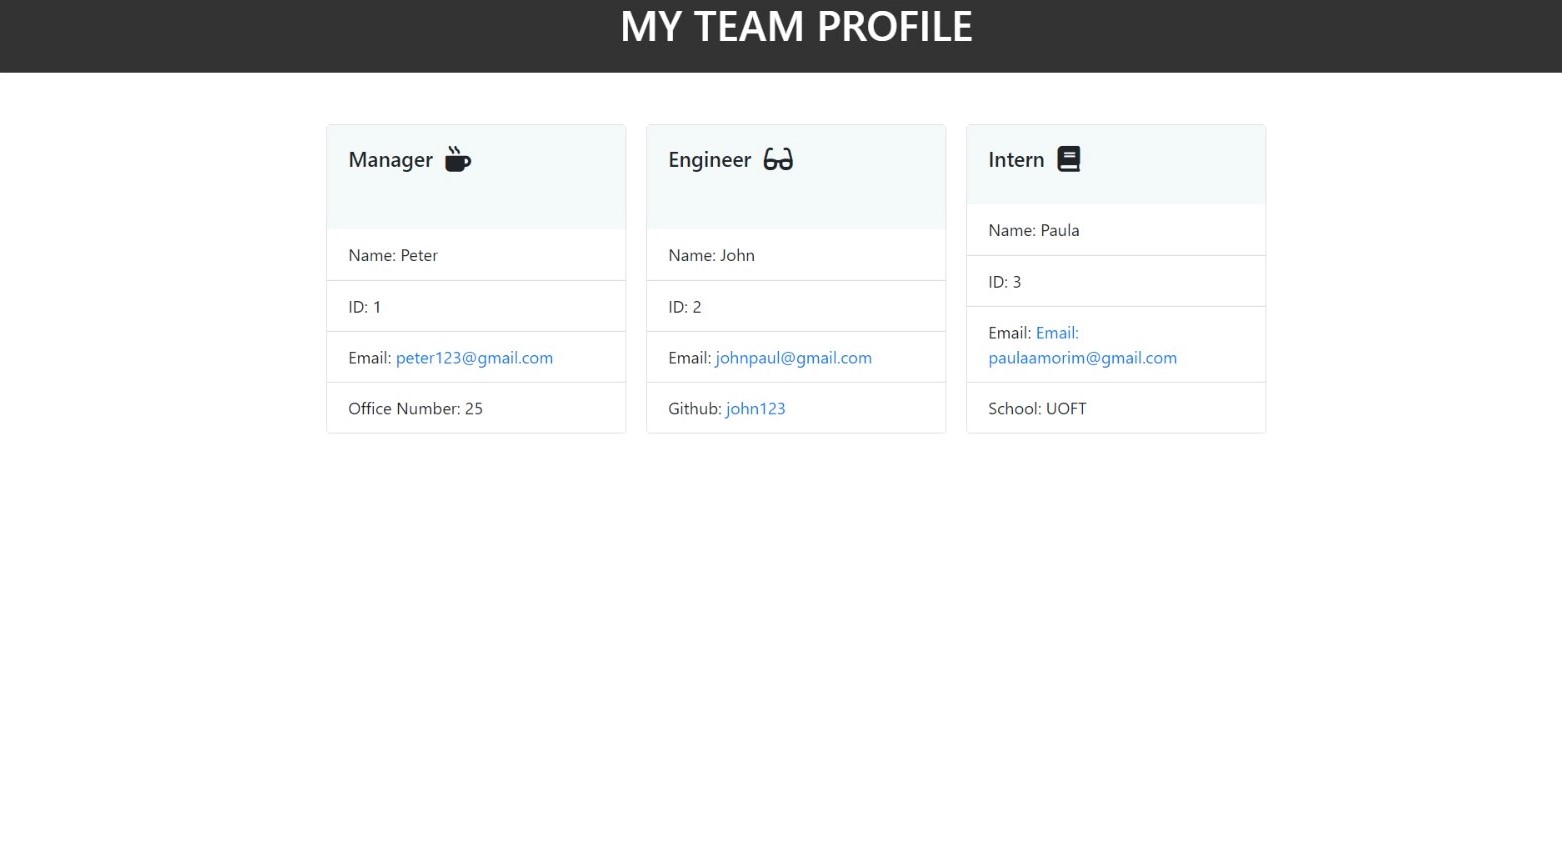 MY TEAM PROFILE
Manager
Name: Peter
ID: 1
Email: peter123@gmail.com
Office Number: 25
Engineer
Name: John
ID: 2
Email: johnpaul@gmail.com
Github: john123
Intern
Name: Paula
ID: 3
Email: Email:
paulaamorim@gmail.com
School: UOFT